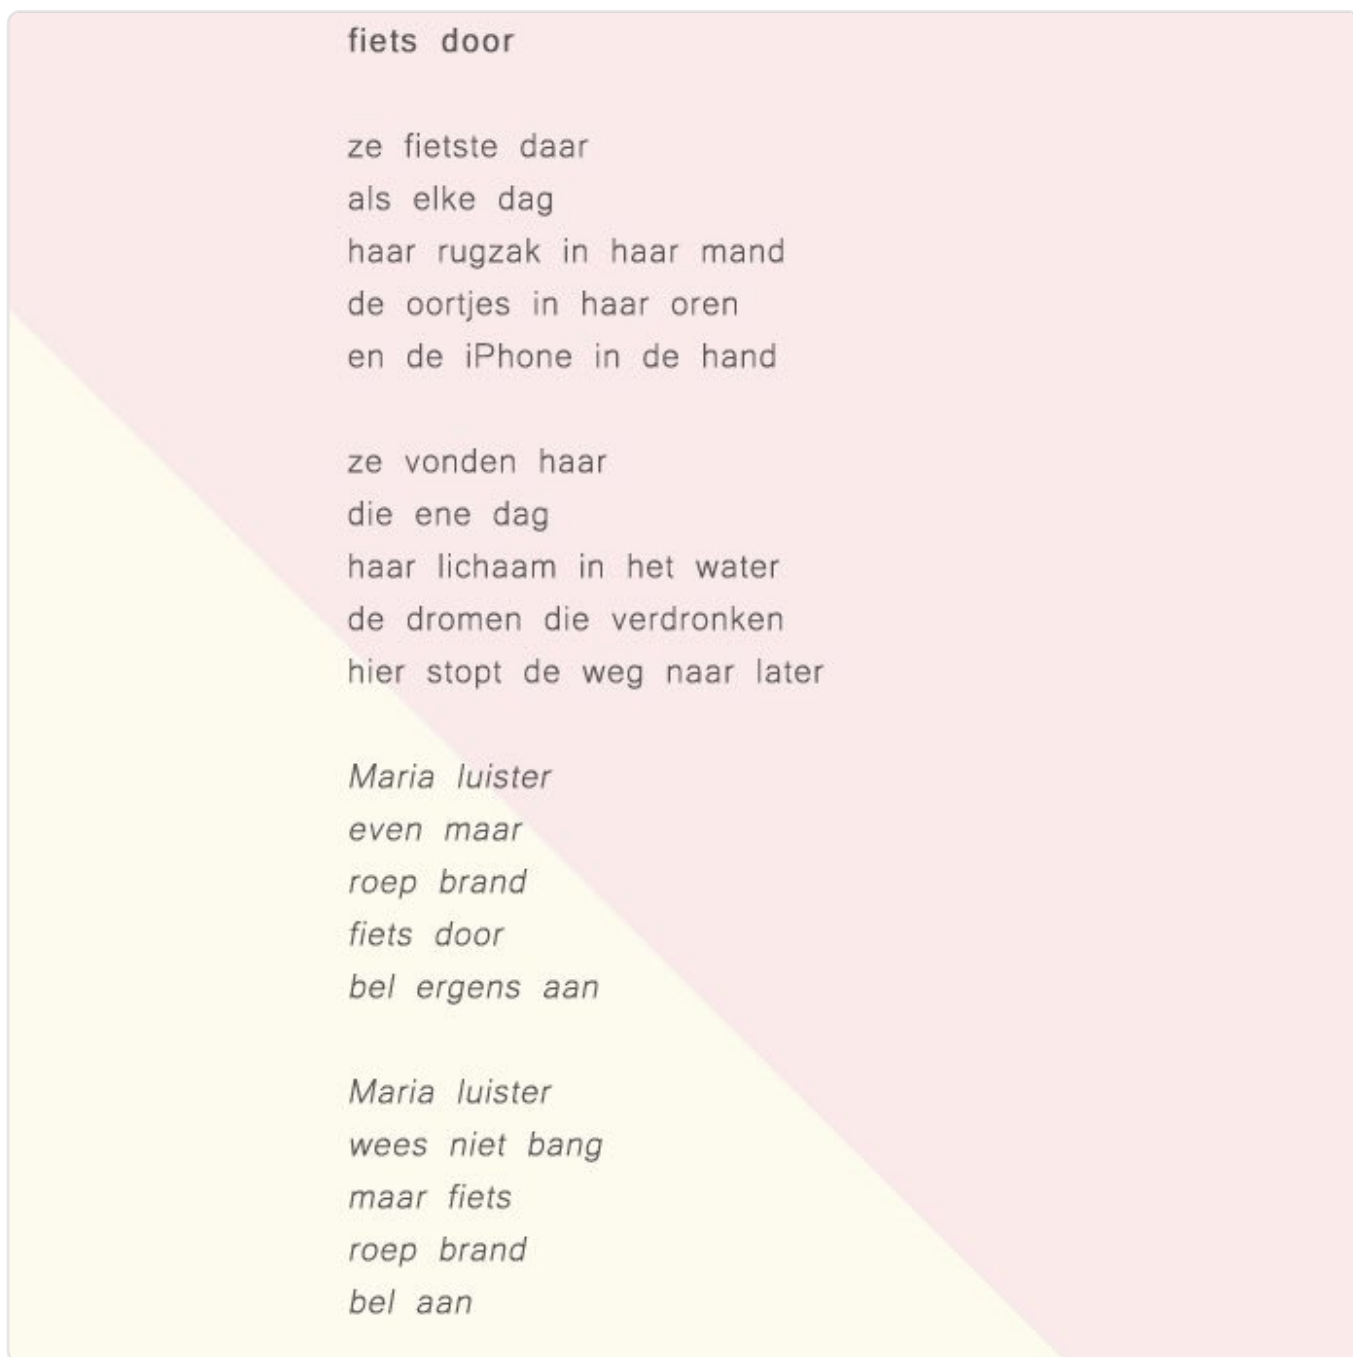 fiets door
ze fietste daar
als elke dag
haar rugzak in haar mand
de oortjes in haar oren
en de iPhone in de hand
ze vonden haar
die ene dag
haar lichaam in het water
de dromen die verdronken
hier stopt de weg naar later
Maria luister
even maar
roep brand
fiets door
bel ergens aan
Maria luister
wees niet bang
maar fiets
roep brand
bel aan